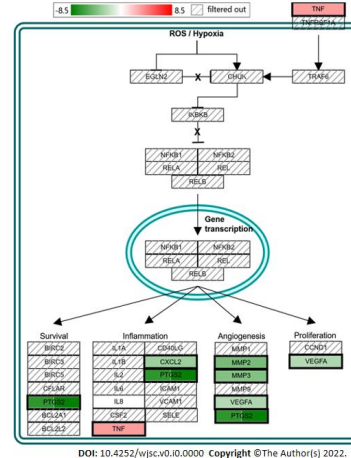 -8.5 8.5 filtered out
TNF
TNFRSF1A
ROS / Hypoxia
EGLN2 X CHUK TRAF6
IKBKB
X
NFKB1 NFKB2
RELA REL
RELB
Gene
transcription
NFKB1 NFKB2
RELA REL
RELB
Survival
BIRC2
BIRC3
BIRC5
CFLAR
PTGS2
BCL2A1
BCL2L2
Inflammation
IL1A CD40LG
IL1B CXCL2
IL2 PTGS2
IL6 ICAM1
IL8 VCAM1
CSF2 SELE
TNF
Angiogenesis
MMP1
MMP2
MMP3
MMP9
VEGFA
PTGS2
Proliferation
CCND1
VEGFA
DOI: 10.4252/wjsc.v0.i0.0000 Copyright ©The Author(s) 2022.